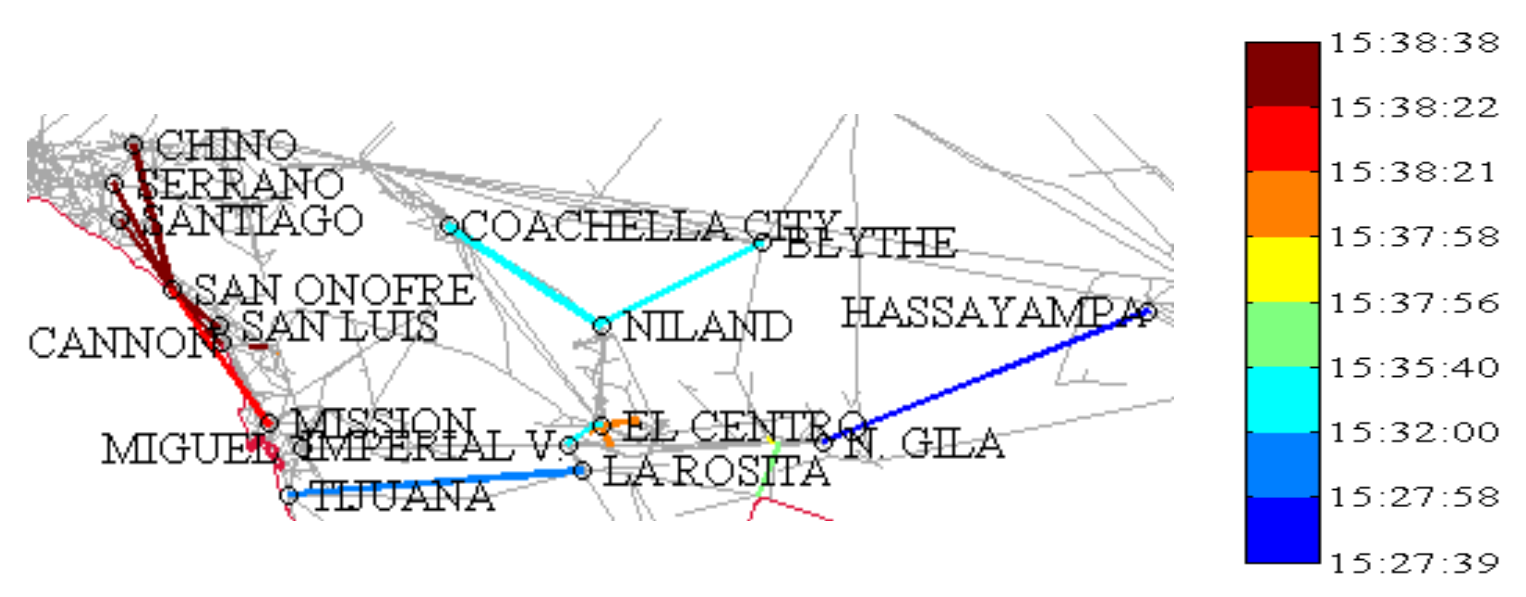 CHINO
SERRANO
SANTIAGO
COACHELLA CITY
BLYTHE
SAN ONOFRE
HASSAYAMPA
SAN LUIS
NILAND
CANNON
MISSION
EL CENTRO
MIGUEL
IMPERIAL V.
N. GILA
LA ROSITA
TIJUANA
15:38:38
15:38:22
15:38:21
15:37:58
15:37:56
15:35:40
15:32:00
15:27:58
15:27:39